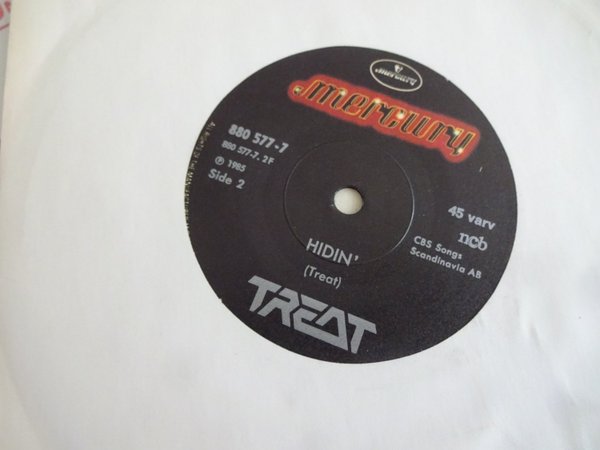 mercury
mercury
880 577-7
880 577-7.2F
℗ 1985
Side 2
45 varv
ncb
CBS Songs
Scandinavia AB
HIDIN'
(Treat)
TREAT